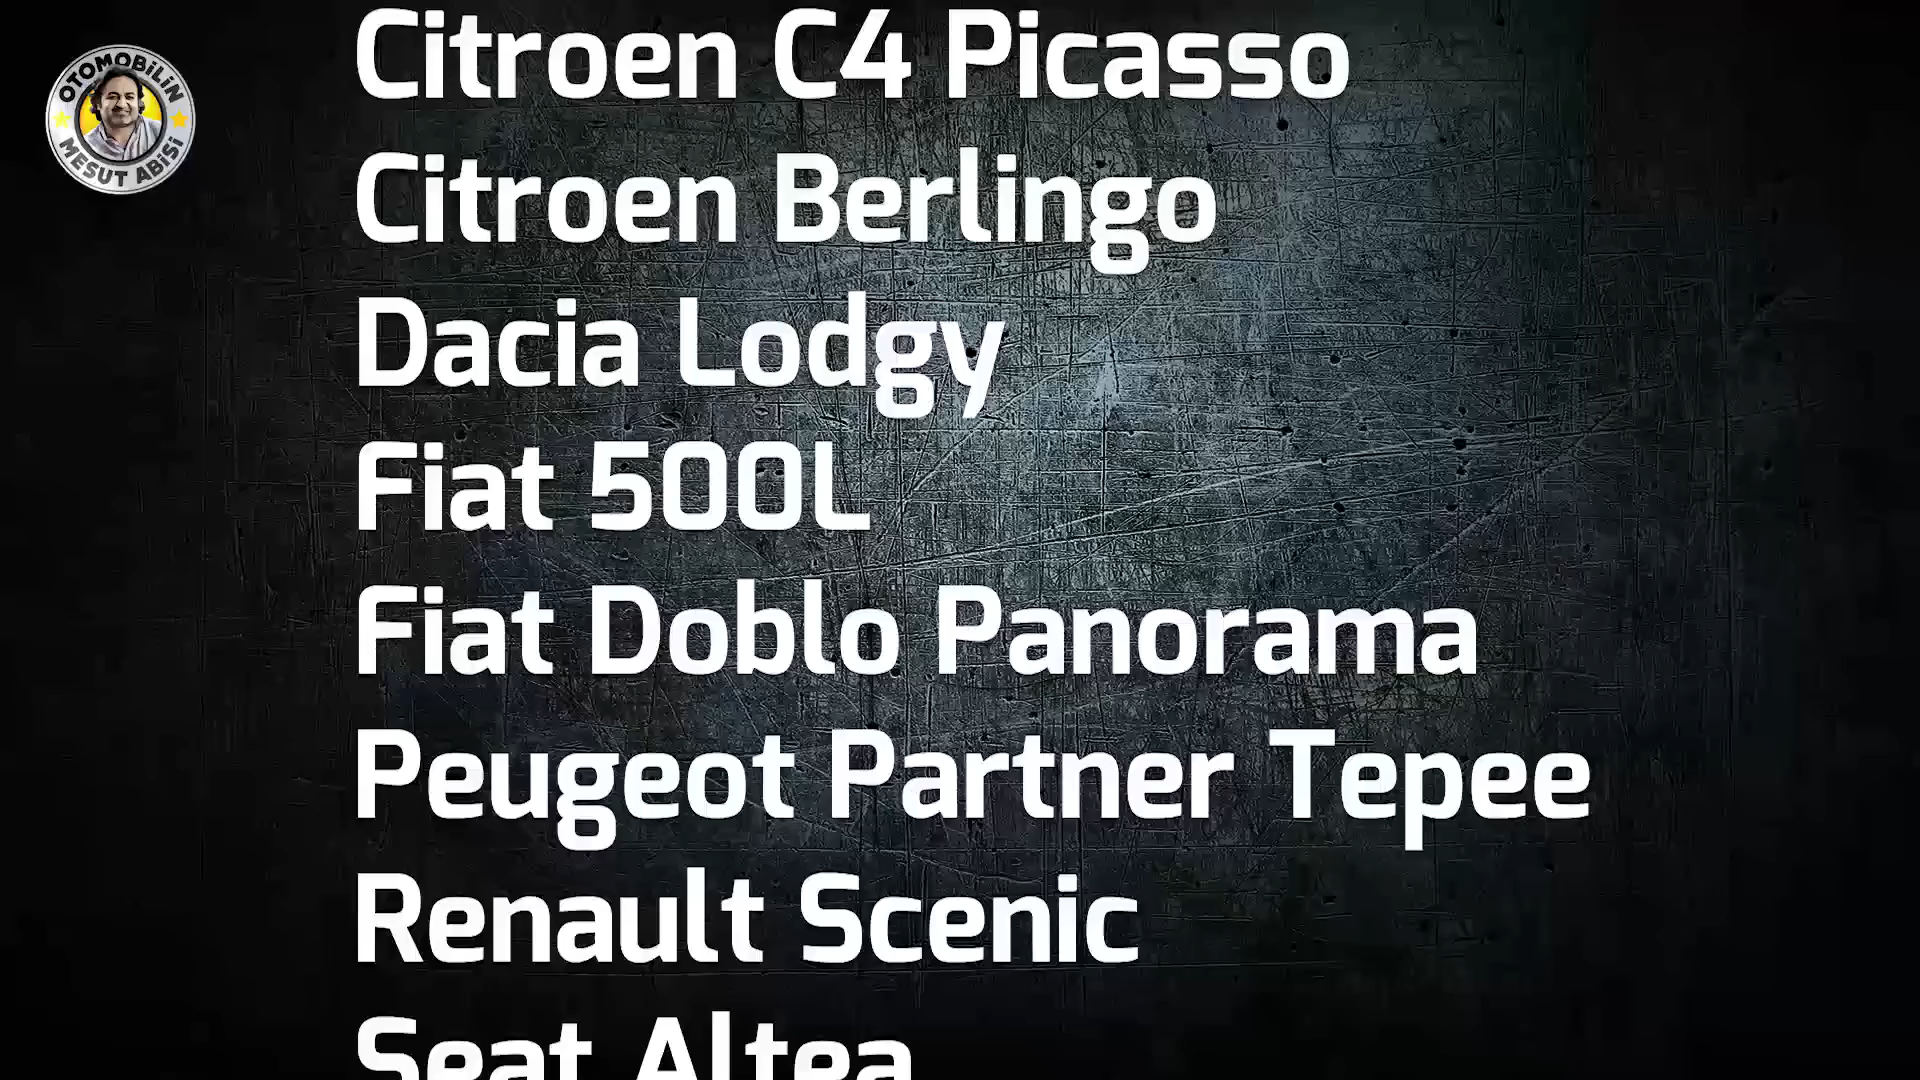 OTOMOBİLİN
MESUT ABİSİ
Citroen C4 Picasso
Citroen Berlingo
Dacia Lodgy
Fiat 500L
Fiat Doblo Panorama
Peugeot Partner Tepee
Renault Scenic
Seat Altea